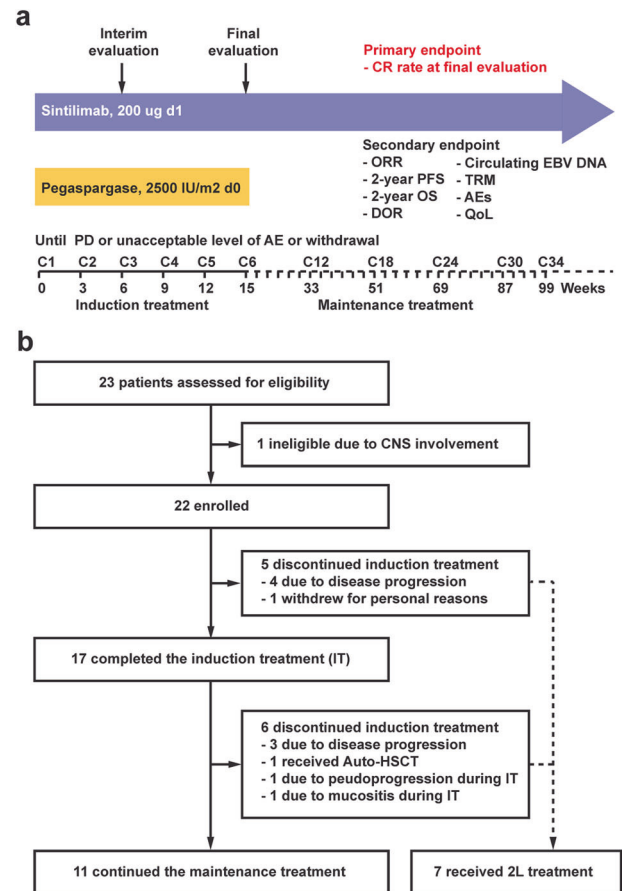 a
Interim
evaluation
Final
evaluation
Primary endpoint
- CR rate at final evaluation
Sintilimab, 200 ug d1
Pegaspargase, 2500 IU/m2 d0
Secondary endpoint
- ORR
- 2-year PFS
- 2-year OS
- DOR
- Circulating EBV DNA
- TRM
- AEs
- QoL
Until PD or unacceptable level of AE or withdrawal
C1 C2 C3 C4 C5 C6 C12 C18 C24 C30 C34
0 3 6 9 12 15 33 51 69 87 99 Weeks
Induction treatment Maintenance treatment
b
23 patients assessed for eligibility
1 ineligible due to CNS involvement
22 enrolled
5 discontinued induction treatment
- 4 due to disease progression
- 1 withdrew for personal reasons
17 completed the induction treatment (IT)
6 discontinued induction treatment
- 3 due to disease progression
- 1 received Auto-HSCT
- 1 due to peudoprogression during IT
- 1 due to mucositis during IT
11 continued the maintenance treatment
7 received 2L treatment